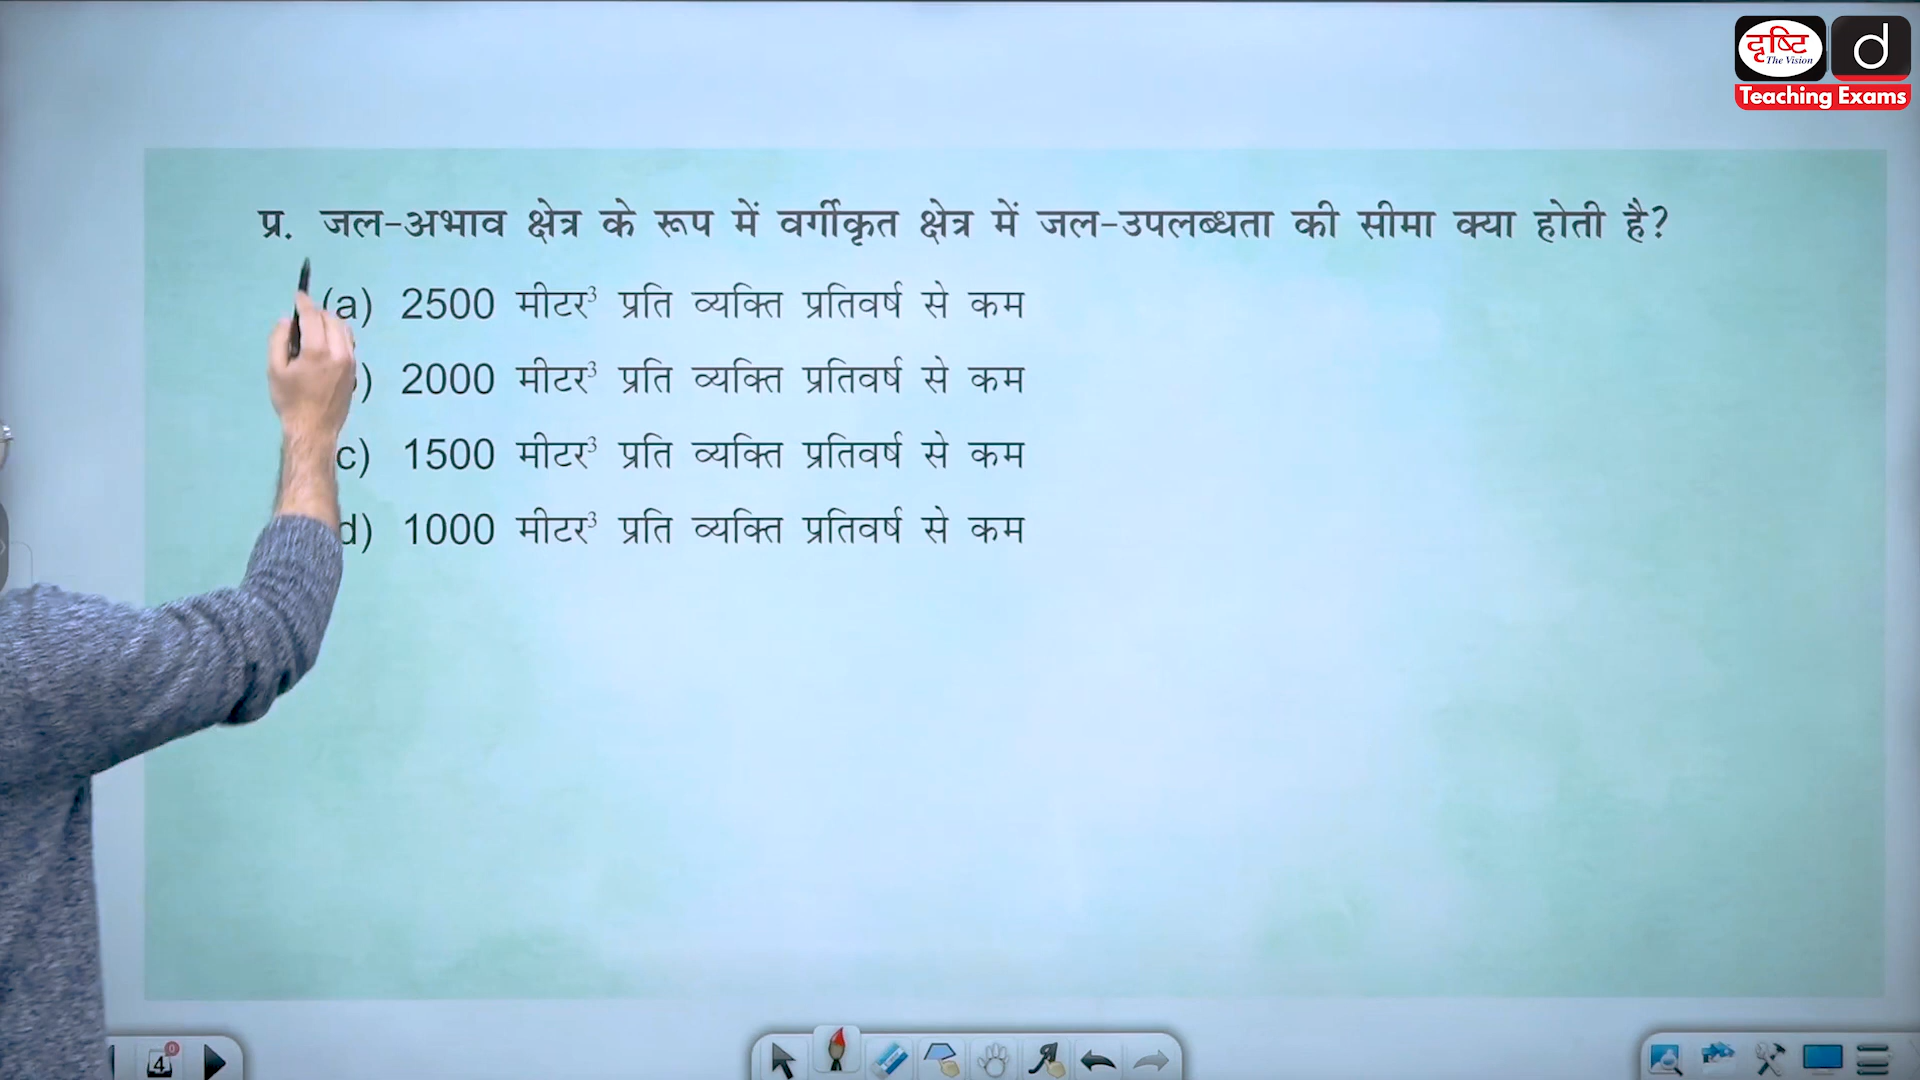 दृष्टि
The Vision
d
Teaching Exams
प्र. जल-अभाव क्षेत्र के रूप में वर्गीकृत क्षेत्र में जल-उपलब्धता की सीमा क्या होती है?
(a) 2500 मीटर³ प्रति व्यक्ति प्रतिवर्ष से कम
) 2000 मीटर³ प्रति व्यक्ति प्रतिवर्ष से कम
c) 1500 मीटर³ प्रति व्यक्ति प्रतिवर्ष से कम
d) 1000 मीटर³ प्रति व्यक्ति प्रतिवर्ष से कम
4
0